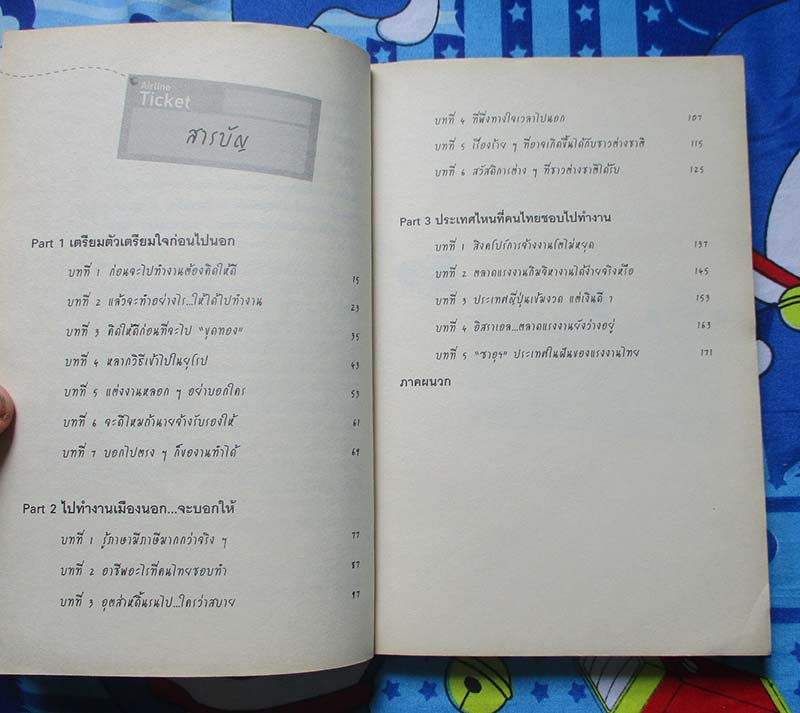 Airline
Ticket
สารบัญ
Part 1 เตรียมตัวเตรียมใจก่อนไปนอก
บทที่ 1 ก่อนจะไปทำงานต้องคิดให้ดี 15
บทที่ 2 แล้วจะทำอย่างไร...ให้ได้ไปทำงาน 23
บทที่ 3 คิดให้ดีก่อนที่จะไป "ขุดทอง" 35
บทที่ 4 หลากวิธีเข้าไปในยุโรป 43
บทที่ 5 แต่งงานหลอก ๆ อย่าบอกใคร 53
บทที่ 6 จะดีไหมถ้านายจ้างรับรองให้ 61
บทที่ 7 บอกไปตรง ๆ ก็ของานทำได้ 69
Part 2 ไปทำงานเมืองนอก...จะบอกให้
บทที่ 1 รู้ภาษามีภาษีมากกว่าจริง ๆ 77
บทที่ 2 อาชีพอะไรที่คนไทยชอบทำ 87
บทที่ 3 อุตส่าห์ดิ้นรนไป...ใครว่าสบาย 97
บทที่ 4 ที่พึ่งทางใจเวลาไปนอก 107
บทที่ 5 เรื่องร้าย ๆ ที่อาจเกิดขึ้นได้กับชาวต่างชาติ 115
บทที่ 6 สวัสดิการต่าง ๆ ที่ชาวต่างชาติได้รับ 125
Part 3 ประเทศไหนที่คนไทยชอบไปทำงาน
บทที่ 1 สิงคโปร์การจ้างงานโตไม่หยุด 137
บทที่ 2 ตลาดแรงงานกิมจิหางานได้ง่ายจริงหรือ 145
บทที่ 3 ประเทศญี่ปุ่นเข้มงวด แต่เงินดี ๆ 153
บทที่ 4 อิสราเอล...ตลาดแรงงานยังว่างอยู่ 163
บทที่ 5 "ซาอุฯ" ประเทศในฝันของแรงงานไทย 171
ภาคผนวก